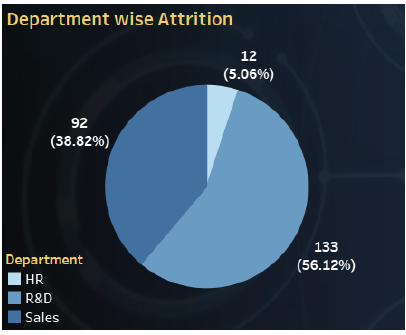 Department wise Attrition
12
(5.06%)
92
(38.82%)
133
(56.12%)
Department
HR
R&D
Sales